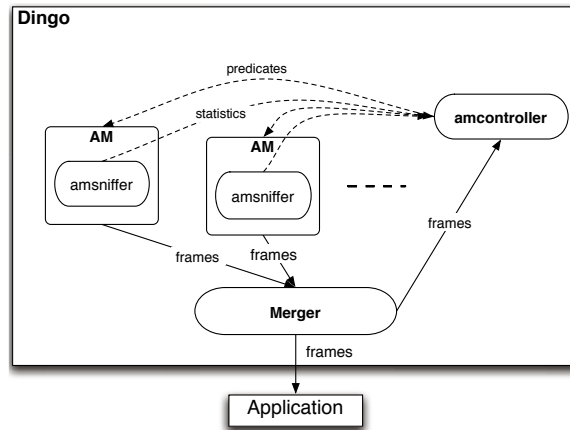 Dingo
predicates
statistics
AM
AM
amcontroller
amsniffer
amsniffer
frames
frames
frames
Merger
frames
Application